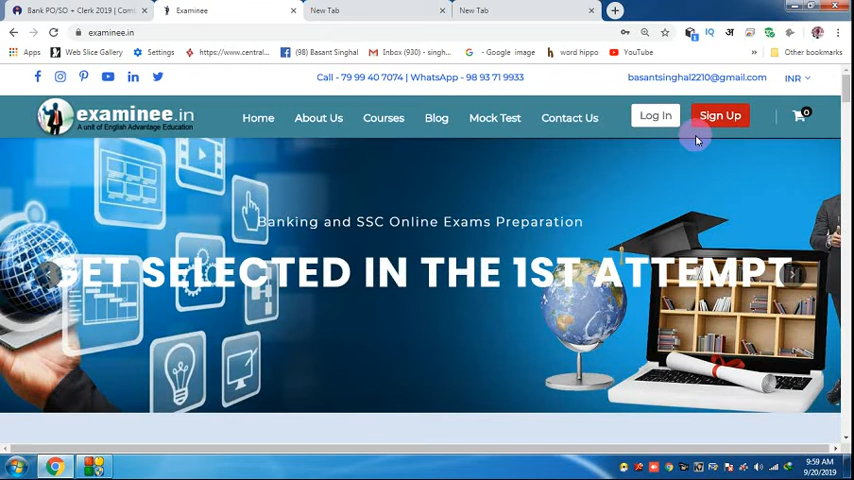 Bank PO/SO + Clerk 2019 | Com
Examinee
New Tab
New Tab
examinee.in
Apps
Web Slice Gallery
Settings
https://www.central...
(98) Basant Singhal
Inbox (930) - singh...
- Google image
word hippo
YouTube
»
Other bookmarks
Call - 79 99 40 7074 | WhatsApp - 98 93 71 9933
basantsinghal2210@gmail.com
INR
examinee.in
A unit of English Advantage Education
Home
About Us
Courses
Blog
Mock Test
Contact Us
Log In
Sign Up
0
Banking and SSC Online Exams Preparation
GET SELECTED IN THE 1ST ATTEMPT
9:59 AM
9/20/2019